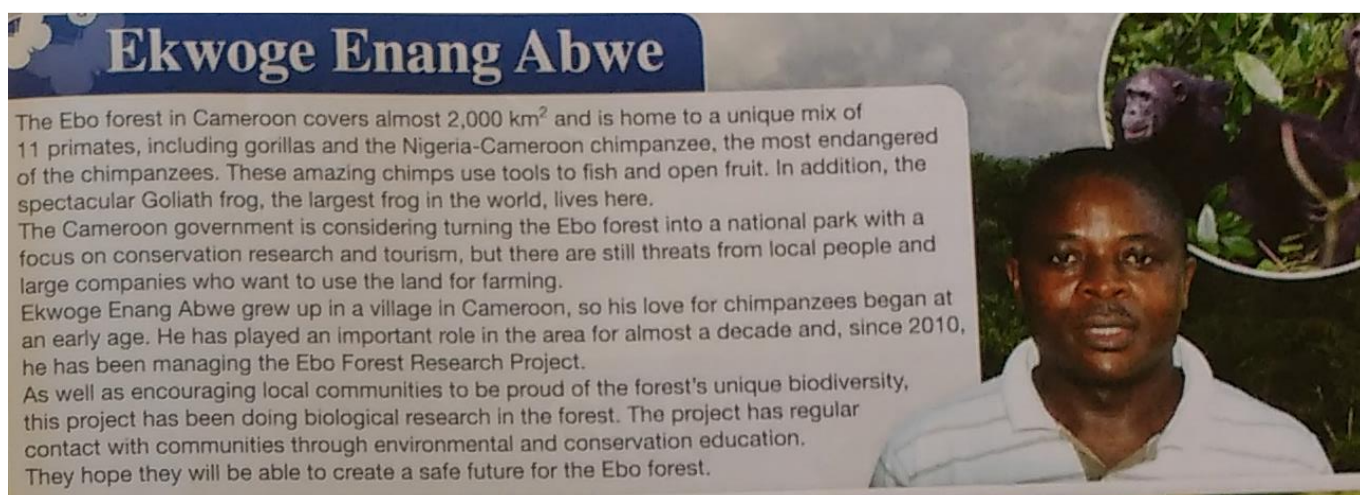 Ekwoge Enang Abwe
The Ebo forest in Cameroon covers almost 2,000 km² and is home to a unique mix of
11 primates, including gorillas and the Nigeria-Cameroon chimpanzee, the most endangered
of the chimpanzees. These amazing chimps use tools to fish and open fruit. In addition, the
spectacular Goliath frog, the largest frog in the world, lives here.
The Cameroon government is considering turning the Ebo forest into a national park with a
focus on conservation research and tourism, but there are still threats from local people and
large companies who want to use the land for farming.
Ekwoge Enang Abwe grew up in a village in Cameroon, so his love for chimpanzees began at
an early age. He has played an important role in the area for almost a decade and, since 2010,
he has been managing the Ebo Forest Research Project.
As well as encouraging local communities to be proud of the forest's unique biodiversity,
this project has been doing biological research in the forest. The project has regular
contact with communities through environmental and conservation education.
They hope they will be able to create a safe future for the Ebo forest.